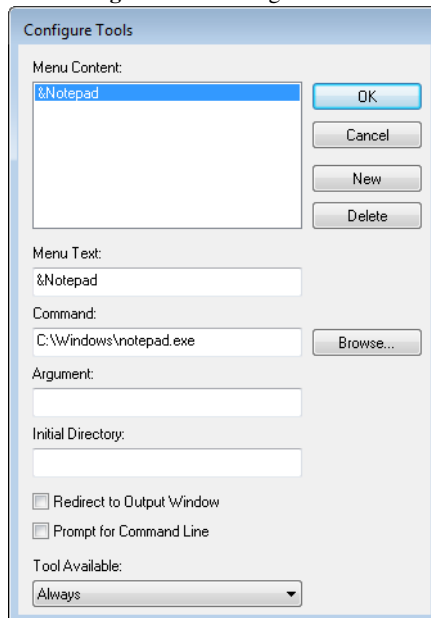 Configure Tools
Menu Content:
&Notepad
OK
Cancel
New
Delete
Menu Text:
&Notepad
Command:
C:\Windows\notepad.exe
Browse...
Argument:
Initial Directory:
Redirect to Output Window
Prompt for Command Line
Tool Available:
Always